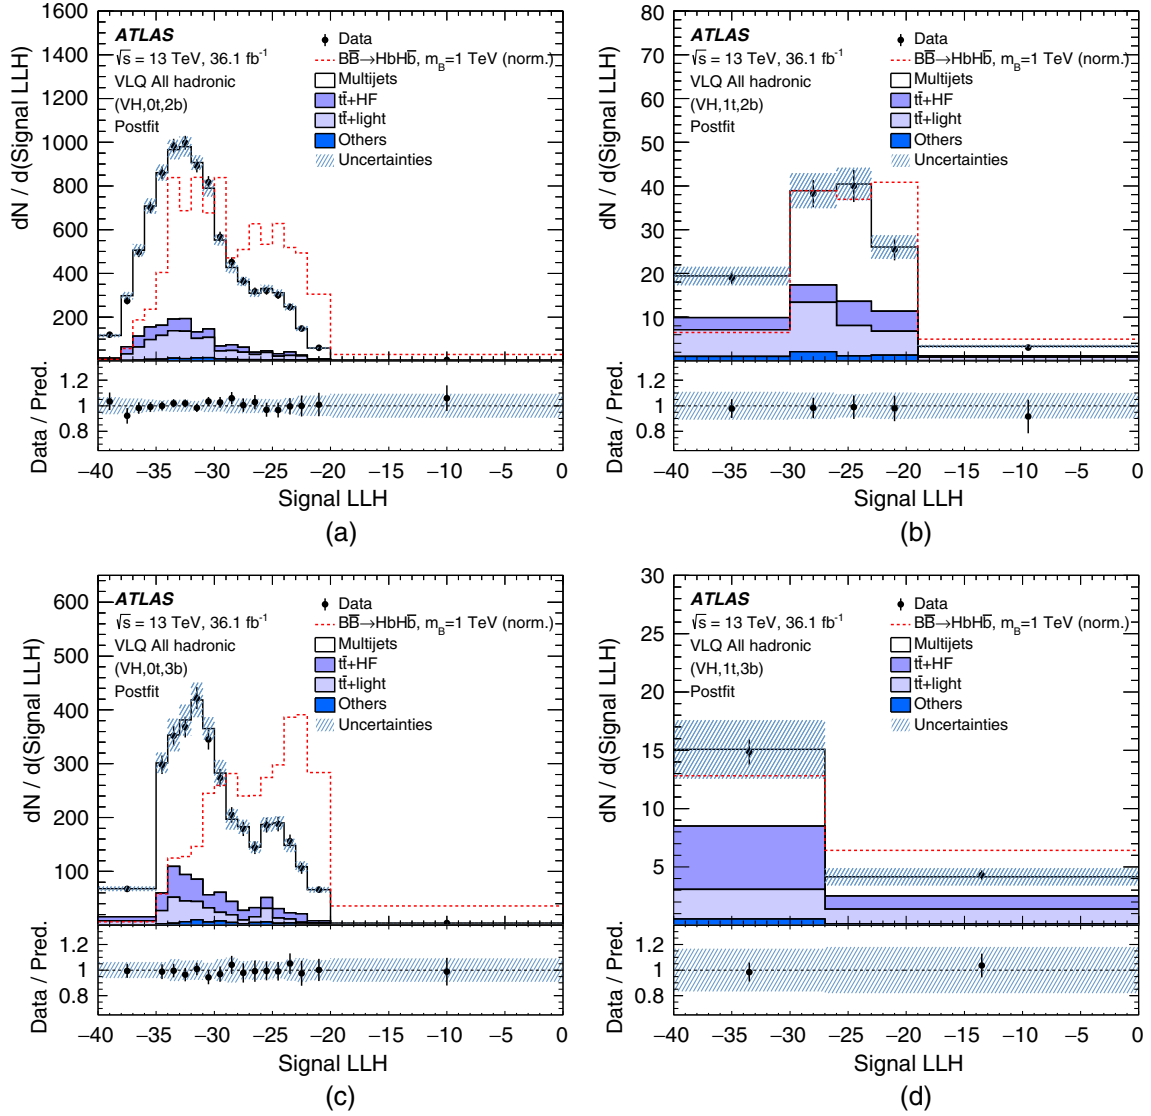 1600
1400
1200
1000
800
600
400
200
dN / d(Signal LLH)
ATLAS
√s = 13 TeV, 36.1 fb⁻¹
VLQ All hadronic
(VH,0t,2b)
Postfit
Data
BB̅→HbHb̅, m_B=1 TeV (norm.)
Multijets
tt̅+HF
tt̅+light
Others
Uncertainties
1.2
1
0.8
Data / Pred.
−40 −35 −30 −25 −20 −15 −10 −5 0
Signal LLH
(a)
80
70
60
50
40
30
20
10
dN / d(Signal LLH)
ATLAS
√s = 13 TeV, 36.1 fb⁻¹
VLQ All hadronic
(VH,1t,2b)
Postfit
Data
BB̅→HbHb̅, m_B=1 TeV (norm.)
Multijets
tt̅+HF
tt̅+light
Others
Uncertainties
1.2
1
0.8
Data / Pred.
−40 −35 −30 −25 −20 −15 −10 −5 0
Signal LLH
(b)
600
500
400
300
200
100
dN / d(Signal LLH)
ATLAS
√s = 13 TeV, 36.1 fb⁻¹
VLQ All hadronic
(VH,0t,3b)
Postfit
Data
BB̅→HbHb̅, m_B=1 TeV (norm.)
Multijets
tt̅+HF
tt̅+light
Others
Uncertainties
1.2
1
0.8
Data / Pred.
−40 −35 −30 −25 −20 −15 −10 −5 0
Signal LLH
(c)
30
25
20
15
10
5
dN / d(Signal LLH)
ATLAS
√s = 13 TeV, 36.1 fb⁻¹
VLQ All hadronic
(VH,1t,3b)
Postfit
Data
BB̅→HbHb̅, m_B=1 TeV (norm.)
Multijets
tt̅+HF
tt̅+light
Others
Uncertainties
1.2
1
0.8
Data / Pred.
−40 −35 −30 −25 −20 −15 −10 −5 0
Signal LLH
(d)